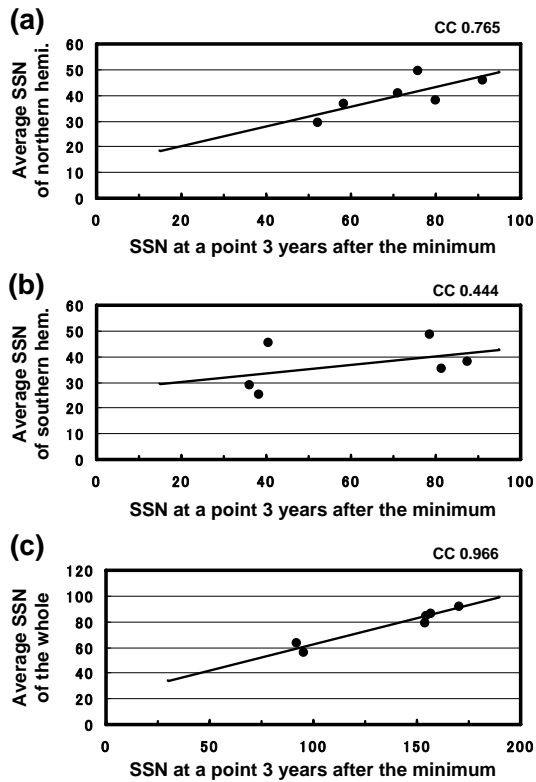 (a)
CC 0.765
Average SSN
of northern hemi.
60
50
40
30
20
10
0
0 20 40 60 80 100
SSN at a point 3 years after the minimum
(b)
CC 0.444
Average SSN
of southern hem.
60
50
40
30
20
10
0
0 20 40 60 80 100
SSN at a point 3 years after the minimum
(c)
CC 0.966
Average SSN
of the whole
120
100
80
60
40
20
0
0 50 100 150 200
SSN at a point 3 years after the minimum